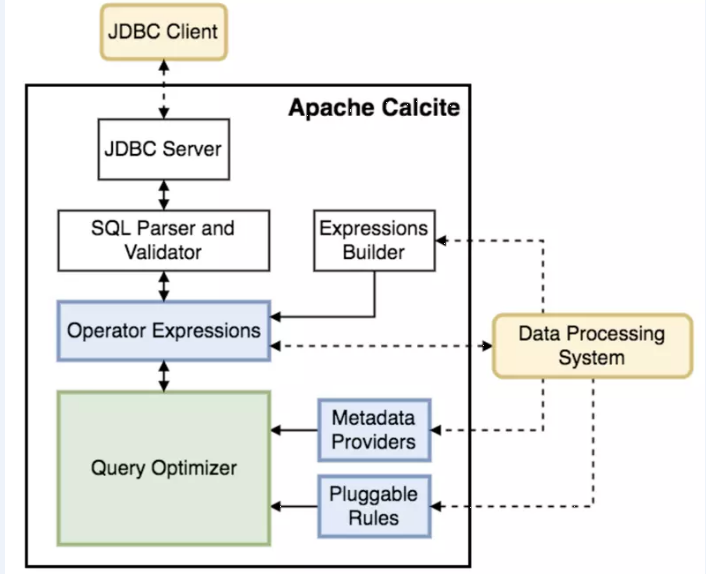 JDBC Client
Apache Calcite
JDBC Server
SQL Parser and
Validator
Expressions
Builder
Operator Expressions
Data Processing
System
Metadata
Providers
Query Optimizer
Pluggable
Rules